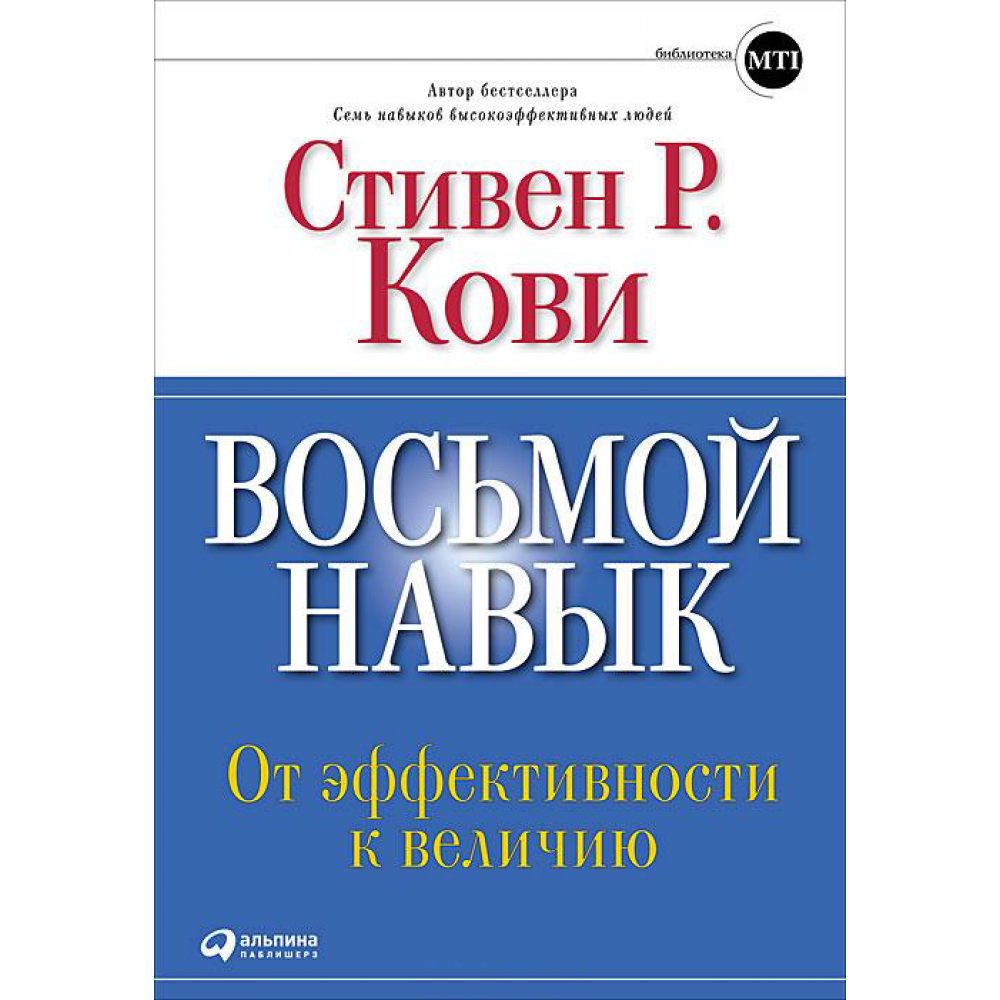 библиотека MTI
Автор бестселлера
Семь навыков высокоэффективных людей
Стивен Р.
Кови
ВОСЬМОЙ
НАВЫК
От эффективности
к величию
альпина
ПАБЛИШЕРЗ